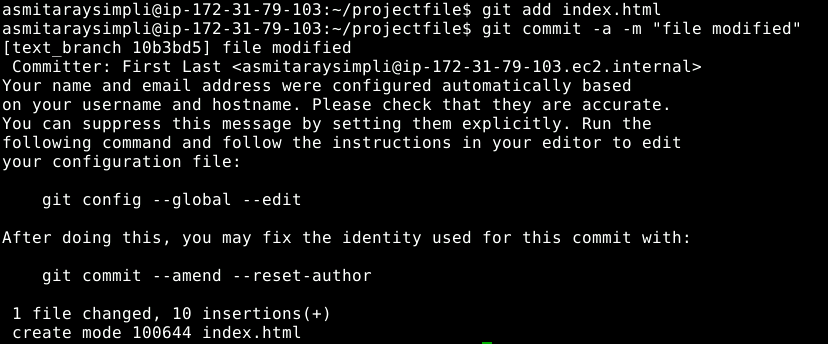 asmitaraysimpli@ip-172-31-79-103:~/projectfile$ git add index.html
asmitaraysimpli@ip-172-31-79-103:~/projectfile$ git commit -a -m "file modified"
[text_branch 10b3bd5] file modified
 Committer: First Last <asmitaraysimpli@ip-172-31-79-103.ec2.internal>
Your name and email address were configured automatically based
on your username and hostname. Please check that they are accurate.
You can suppress this message by setting them explicitly. Run the
following command and follow the instructions in your editor to edit
your configuration file:

    git config --global --edit

After doing this, you may fix the identity used for this commit with:

    git commit --amend --reset-author

 1 file changed, 10 insertions(+)
 create mode 100644 index.html